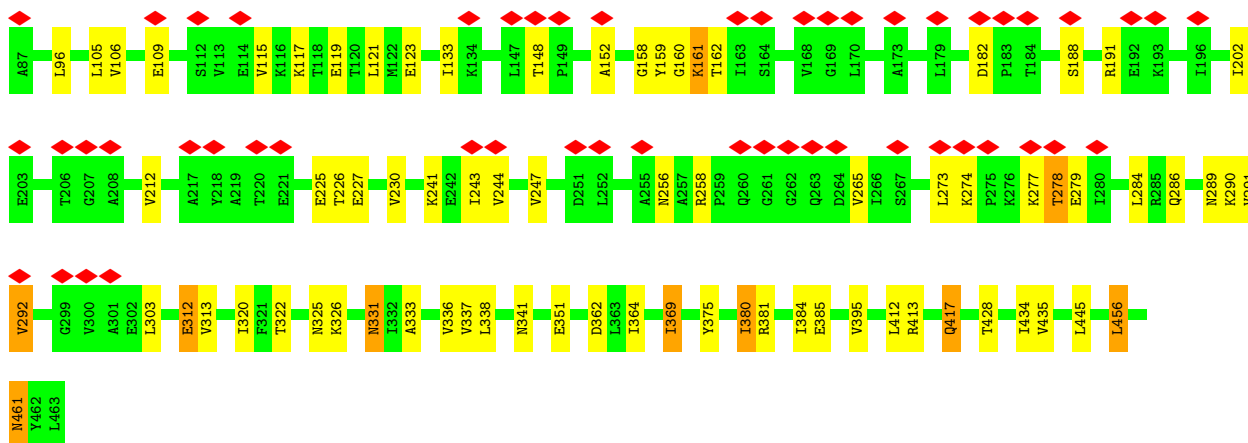 A87 L96 L105 V106 E109 S112 V113 E114 V115 K116 K117 T118 E119 T120 L121 M122 E123 I133 K134 L147 T148 P149 A152 G158 Y159 G160 K161 T162 I163 S164 V168 G169 L170 A173 L179 D182 P183 T184 S188 R191 E192 K193 I196 I202
E203 T206 G207 A208 V212 A217 Y218 A219 T220 E221 E225 T226 E227 V230 K241 E242 I243 V244 V247 D251 L252 A255 N256 A257 R258 P259 Q260 G261 G262 Q263 D264 V265 I266 S267 L273 K274 P275 K276 K277 T278 E279 I280 L284 R285 Q286 N289 K290 V291
V292 G299 V300 A301 E302 L303 E312 V313 I320 F321 T322 N325 K326 N331 I332 A333 V336 V337 L338 N341 E351 D362 L363 I364 I369 Y375 I380 R381 I384 E385 V395 L412 R413 Q417 T428 I434 V435 L445 L456
N461 Y462 L463